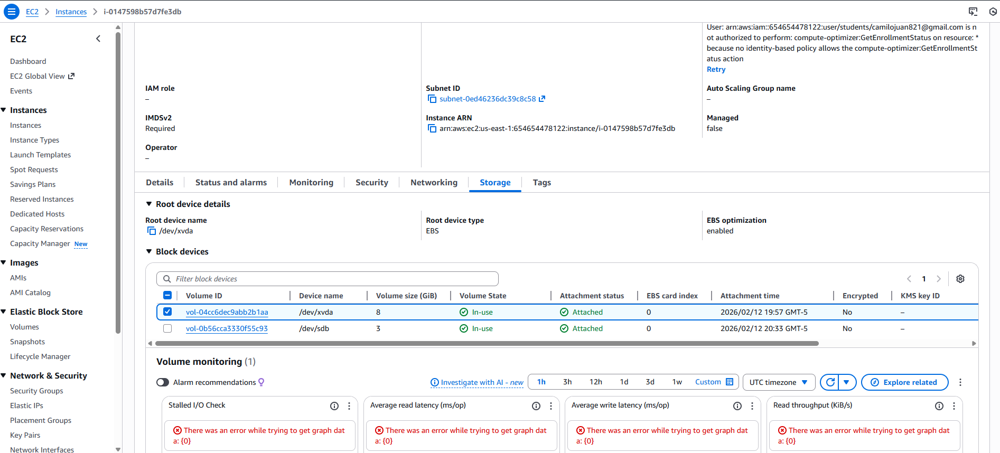 EC2 > Instances > i-0147598b57d7fe3db
EC2
Dashboard
EC2 Global View
Events
Instances
Instances
Instance Types
Launch Templates
Spot Requests
Savings Plans
Reserved Instances
Dedicated Hosts
Capacity Reservations
Capacity Manager New
Images
AMIs
AMI Catalog
Elastic Block Store
Volumes
Snapshots
Lifecycle Manager
Network & Security
Security Groups
Elastic IPs
Placement Groups
Key Pairs
Network Interfaces
User: arn:aws:iam::654654478122:user/students/camilojuan821@gmail.com is n
ot authorized to perform: compute-optimizer:GetEnrollmentStatus on resource: *
because no identity-based policy allows the compute-optimizer:GetEnrollmentSt
atus action
Retry
IAM role
–
Subnet ID
subnet-0ed46236dc39c8c58
Auto Scaling Group name
–
IMDSv2
Required
Instance ARN
arn:aws:ec2:us-east-1:654654478122:instance/i-0147598b57d7fe3db
Managed
false
Operator
–
Details Status and alarms Monitoring Security Networking Storage Tags
Root device details
Root device name
/dev/xvda
Root device type
EBS
EBS optimization
enabled
Block devices
Filter block devices
1
Volume ID Device name Volume size (GiB) Volume State Attachment status EBS card index Attachment time Encrypted KMS key ID
vol-04cc6dec9abb2b1aa /dev/xvda 8 In-use Attached 0 2026/02/12 19:57 GMT-5 No –
vol-0b56cca3330f55c93 /dev/sdb 3 In-use Attached 0 2026/02/12 20:33 GMT-5 No –
Volume monitoring (1)
Alarm recommendations
Investigate with AI - new 1h 3h 12h 1d 3d 1w Custom UTC timezone Explore related
Stalled I/O Check
There was an error while trying to get graph dat
a: {0}
Average read latency (ms/op)
There was an error while trying to get graph dat
a: {0}
Average write latency (ms/op)
There was an error while trying to get graph dat
a: {0}
Read throughput (KiB/s)
There was an error while trying to get graph dat
a: {0}